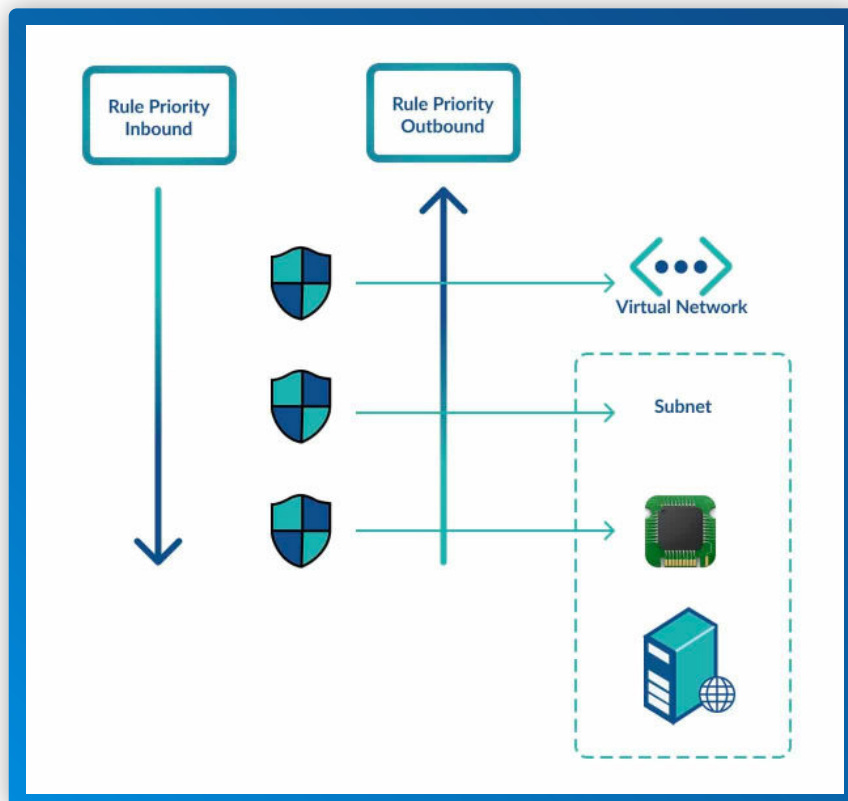 Rule Priority
Inbound
Rule Priority
Outbound
Virtual Network
Subnet